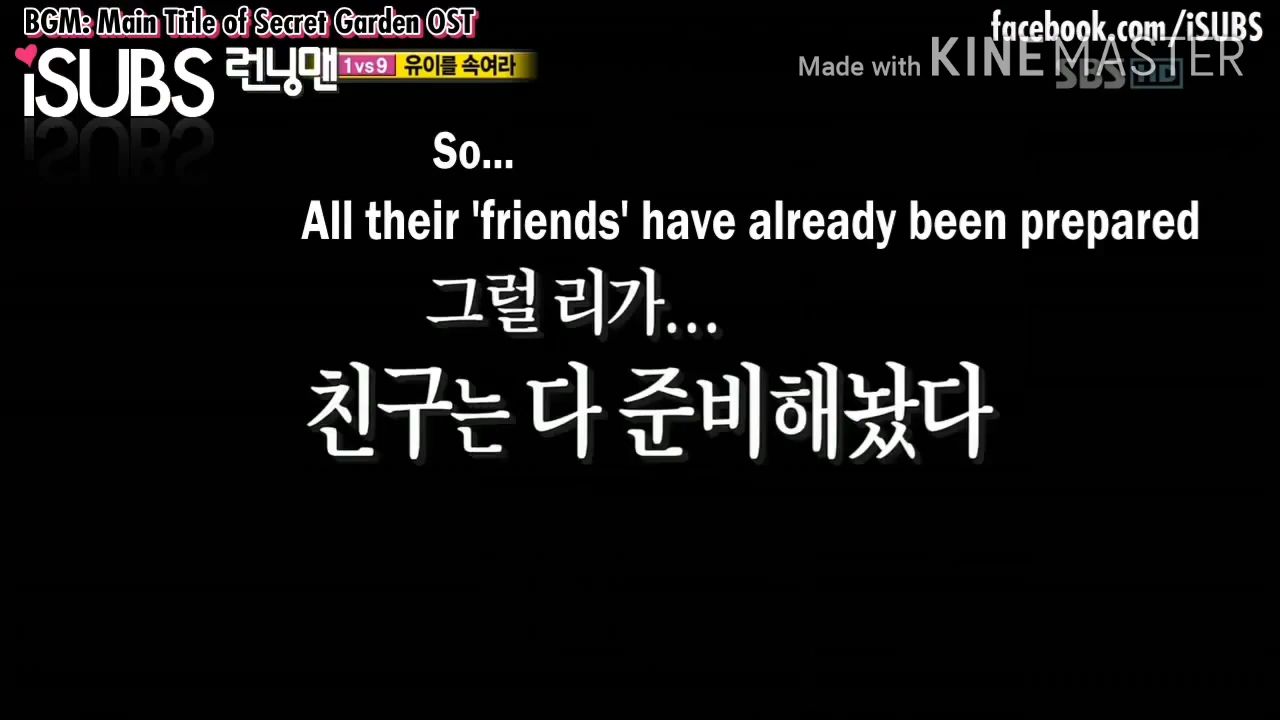 BGM: Main Title of Secret Garden OST
facebook.com/iSUBS
iSUBS 런닝맨 1vs9 유이를 속여라
Made with KINEMASTER
SBS HD
So...
All their 'friends' have already been prepared
그럴 리가...
친구는 다 준비해놨다